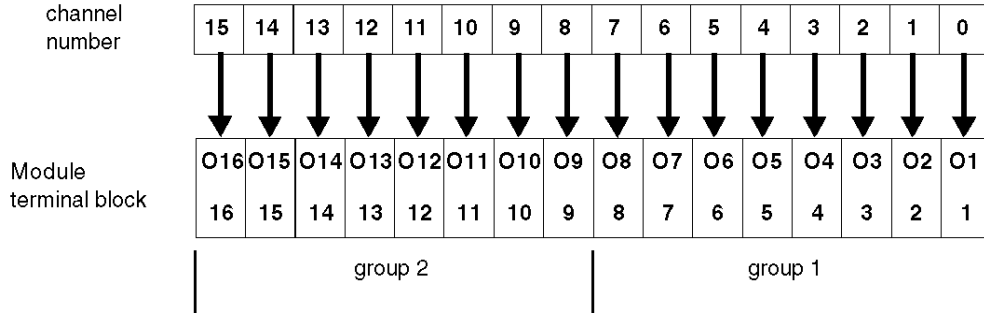 channel number
15 14 13 12 11 10 9 8 7 6 5 4 3 2 1 0
Module terminal block
O16 O15 O14 O13 O12 O11 O10 O9 O8 O7 O6 O5 O4 O3 O2 O1
16 15 14 13 12 11 10 9 8 7 6 5 4 3 2 1
group 2 group 1